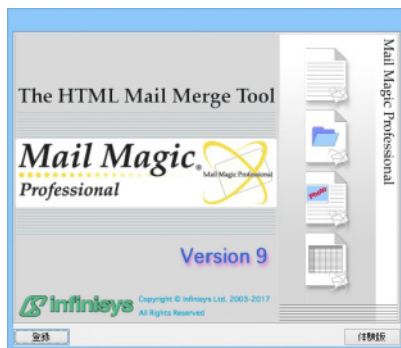 The HTML Mail Merge Tool
Mail Magic®
Mail Magic Professional
Professional
Version 9
infinisys
Copyright © Infinisys Ltd. 2003-2017
All Rights Reserved
Mail Magic Professional
Photo
登録
体験版